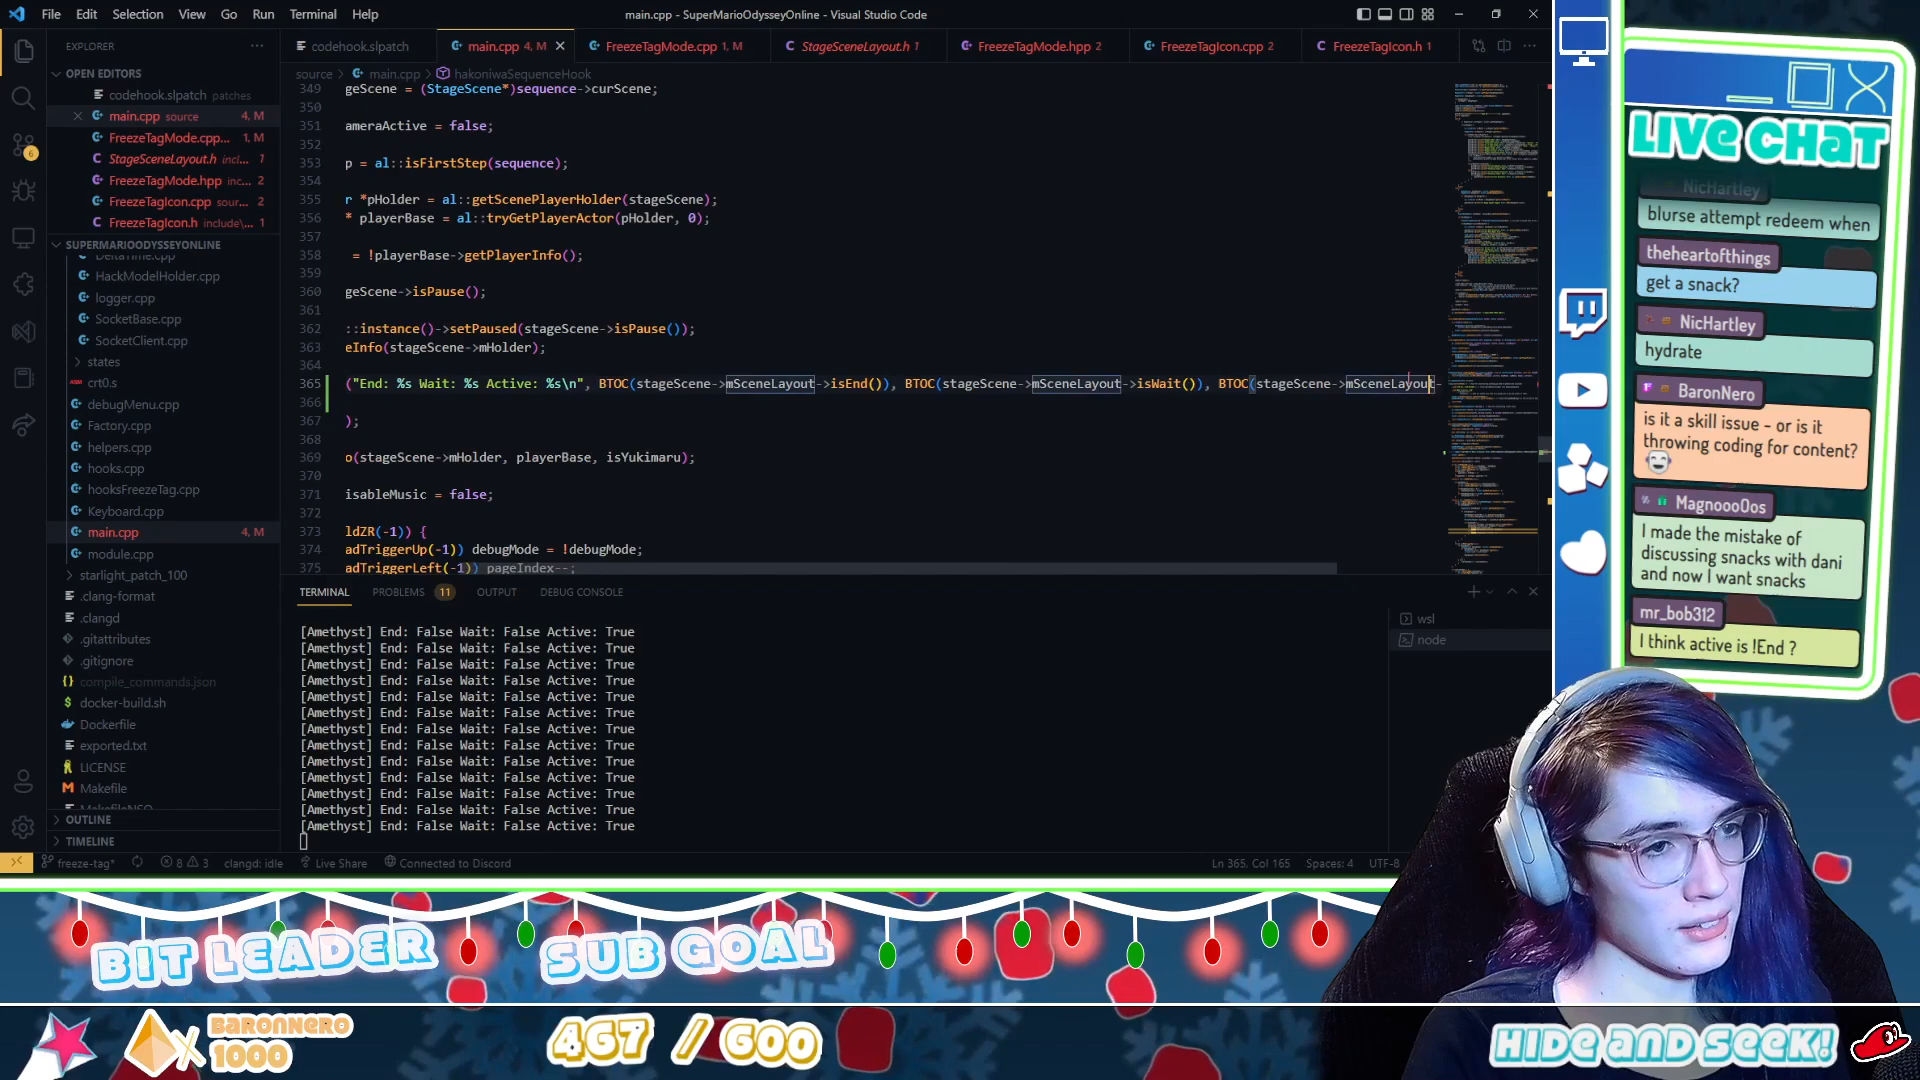 File Edit Selection View Go Run Terminal Help
main.cpp - SuperMarioOdysseyOnline - Visual Studio Code
EXPLORER
OPEN EDITORS
codehook.slpatch patches
main.cpp source 4, M
FreezeTagMode.cpp... 1, M
StageSceneLayout.h incl... 1
FreezeTagMode.hpp inc... 2
FreezeTagIcon.cpp sour... 2
FreezeTagIcon.h include\... 1
SUPERMARIOODYSSEYONLINE
DeltaTime.cpp
HackModelHolder.cpp
logger.cpp
SocketBase.cpp
SocketClient.cpp
states
crt0.s
debugMenu.cpp
Factory.cpp
helpers.cpp
hooks.cpp
hooksFreezeTag.cpp
Keyboard.cpp
main.cpp 4, M
module.cpp
starlight_patch_100
.clang-format
.clangd
.gitattributes
.gitignore
compile_commands.json
docker-build.sh
Dockerfile
exported.txt
LICENSE
Makefile
MakefileNSO
OUTLINE
TIMELINE
codehook.slpatch
main.cpp 4, M
FreezeTagMode.cpp 1, M
StageSceneLayout.h 1
FreezeTagMode.hpp 2
FreezeTagIcon.cpp 2
FreezeTagIcon.h 1
source > main.cpp > hakoniwaSequenceHook
349 geScene = (StageScene*)sequence->curScene;
350
351 ameraActive = false;
352
353 p = al::isFirstStep(sequence);
354
355 r *pHolder = al::getScenePlayerHolder(stageScene);
356 * playerBase = al::tryGetPlayerActor(pHolder, 0);
357
358 = !playerBase->getPlayerInfo();
359
360 geScene->isPause();
361
362 ::instance()->setPaused(stageScene->isPause());
363 eInfo(stageScene->mHolder);
364
365 ("End: %s Wait: %s Active: %s\n", BTOC(stageScene->mSceneLayout->isEnd()), BTOC(stageScene->mSceneLayout->isWait()), BTOC(stageScene->mSceneLayout-
366
367 );
368
369 o(stageScene->mHolder, playerBase, isYukimaru);
370
371 isableMusic = false;
372
373 ldZR(-1)) {
374 adTriggerUp(-1)) debugMode = !debugMode;
375 adTriggerLeft(-1)) pageIndex--;
TERMINAL PROBLEMS 11 OUTPUT DEBUG CONSOLE
wsl
node
[Amethyst] End: False Wait: False Active: True
[Amethyst] End: False Wait: False Active: True
[Amethyst] End: False Wait: False Active: True
[Amethyst] End: False Wait: False Active: True
[Amethyst] End: False Wait: False Active: True
[Amethyst] End: False Wait: False Active: True
[Amethyst] End: False Wait: False Active: True
[Amethyst] End: False Wait: False Active: True
[Amethyst] End: False Wait: False Active: True
[Amethyst] End: False Wait: False Active: True
[Amethyst] End: False Wait: False Active: True
[Amethyst] End: False Wait: False Active: True
[Amethyst] End: False Wait: False Active: True
freeze-tag* 8 3 clangd: idle Live Share Connected to Discord
Ln 365, Col 165 Spaces: 4 UTF-8
6
LIVE CHAT
NicHartley
blurse attempt redeem when
theheartofthings
get a snack?
NicHartley
hydrate
BaronNero
is it a skill issue - or is it
throwing coding for content?
MagnoooOos
I made the mistake of
discussing snacks with dani
and now I want snacks
mr_bob312
I think active is !End ?
BIT LEADER
SUB GOAL
BARONNERO
1000
X
467 / 600
HIDE AND SEEK!